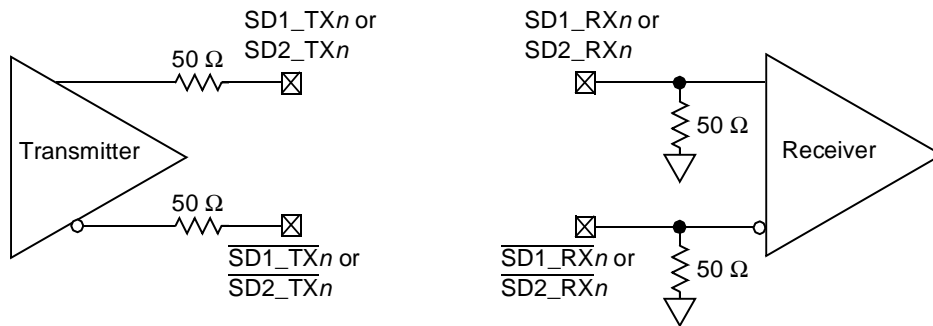 SD1_TXn or
SD2_TXn
50 Ω
Transmitter
50 Ω
SD1_TXn or
SD2_TXn
SD1_RXn or
SD2_RXn
50 Ω
Receiver
SD1_RXn or
SD2_RXn
50 Ω